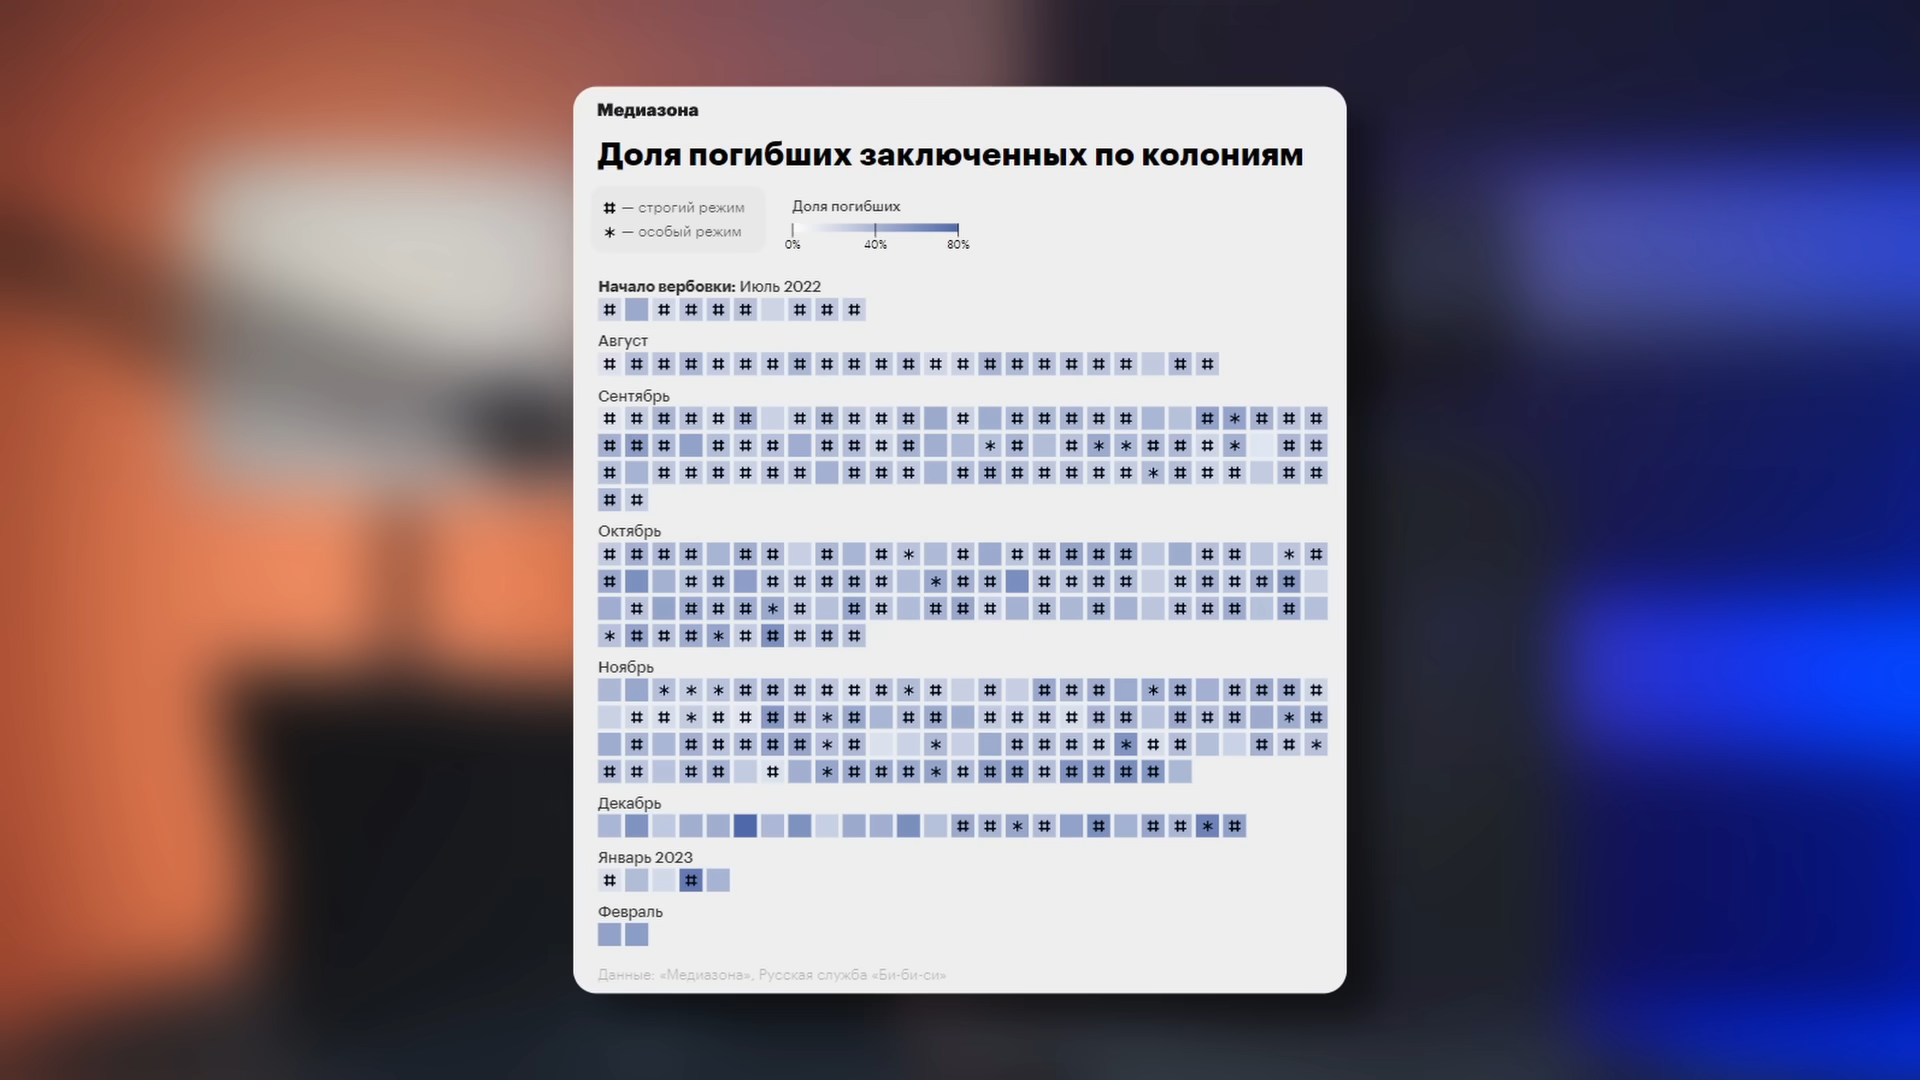 Медиазона
Доля погибших заключенных по колониям
# — строгий режим
* — особый режим
Доля погибших
0% 40% 80%
Начало вербовки: Июль 2022
# # # # # # # #
Август
# # # # # # # # # # # # # # # # # # # # # #
Сентябрь
# # # # # # # # # # # # # # # # # # * # # #
# # # # # # # # # # * # # * * # # # * # #
# # # # # # # # # # # # # # # # # * # # # # #
# #
Октябрь
# # # # # # # # * # # # # # # # # # * #
# # # # # # # # * # # # # # # # # # # #
# # # # * # # # # # # # # # # # #
* # # # * # # # # #
Ноябрь
* * * # # # # # # * # # # # # * # # # # #
# # * # # # # * # # # # # # # # # # # # * #
# # # # # # * # * # # # # * # # # # *
# # # # # * # # # * # # # # # # # #
Декабрь
# # * # # # # * #
Январь 2023
# #
Февраль
Данные: «Медиазона», Русская служба «Би-би-си»